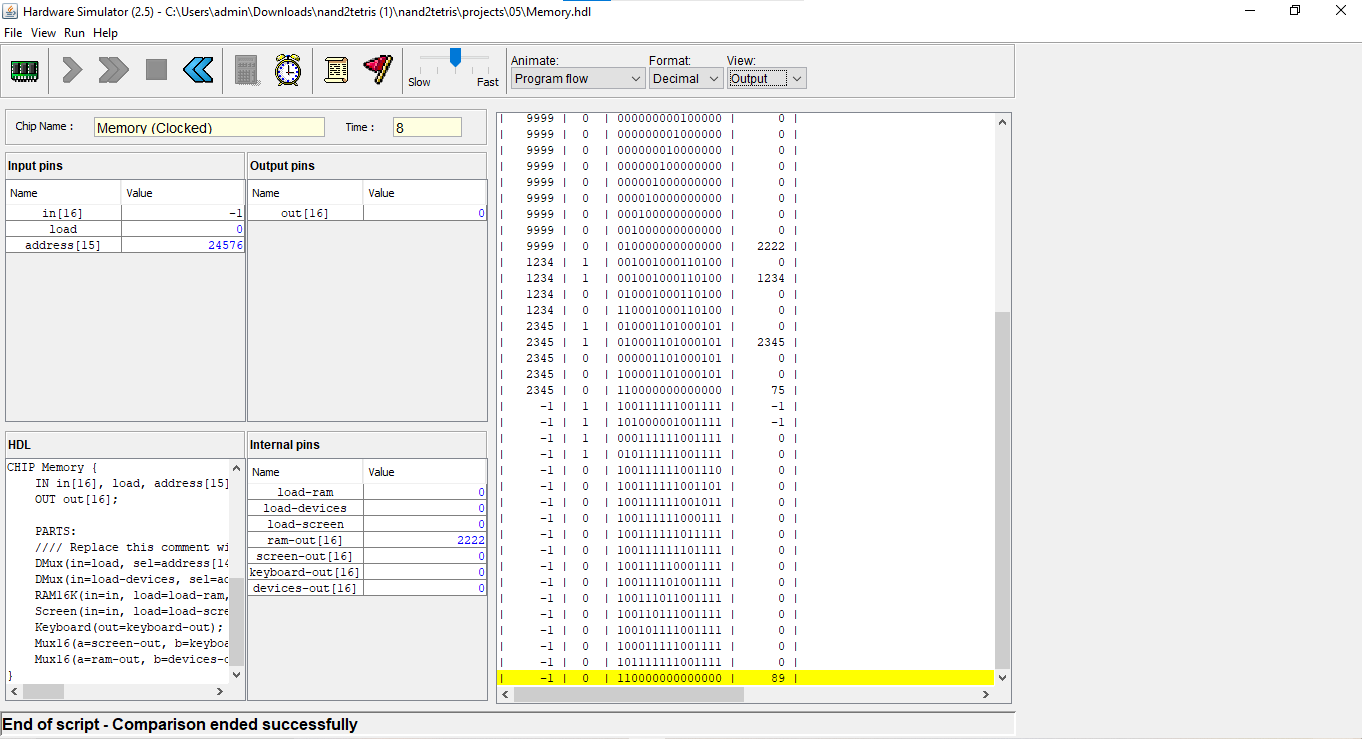 Hardware Simulator (2.5) - C:\Users\admin\Downloads\nand2tetris (1)\nand2tetris\projects\05\Memory.hdl
File View Run Help
Animate: Format: View:
Slow Fast Program flow Decimal Output
Chip Name : Memory (Clocked) Time : 8
Input pins
Name Value
in[16] -1
load 0
address[15] 24576
Output pins
Name Value
out[16] 0
HDL
CHIP Memory {
IN in[16], load, address[15]
OUT out[16];
PARTS:
//// Replace this comment wi
DMux(in=load, sel=address[14
DMux(in=load-devices, sel=ad
RAM16K(in=in, load=load-ram,
Screen(in=in, load=load-scre
Keyboard(out=keyboard-out);
Mux16(a=screen-out, b=keyboa
Mux16(a=ram-out, b=devices-o
}
Internal pins
Name Value
load-ram 0
load-devices 0
load-screen 0
ram-out[16] 2222
screen-out[16] 0
keyboard-out[16] 0
devices-out[16] 0
| 9999 | 0 | 000000000100000 | 0 |
| 9999 | 0 | 000000001000000 | 0 |
| 9999 | 0 | 000000010000000 | 0 |
| 9999 | 0 | 000000100000000 | 0 |
| 9999 | 0 | 000001000000000 | 0 |
| 9999 | 0 | 000010000000000 | 0 |
| 9999 | 0 | 000100000000000 | 0 |
| 9999 | 0 | 001000000000000 | 0 |
| 9999 | 0 | 010000000000000 | 2222 |
| 1234 | 1 | 001001000110100 | 0 |
| 1234 | 1 | 001001000110100 | 1234 |
| 1234 | 0 | 010001000110100 | 0 |
| 1234 | 0 | 110001000110100 | 0 |
| 2345 | 1 | 010001101000101 | 0 |
| 2345 | 1 | 010001101000101 | 2345 |
| 2345 | 0 | 000001101000101 | 0 |
| 2345 | 0 | 100001101000101 | 0 |
| 2345 | 0 | 110000000000000 | 75 |
| -1 | 1 | 100111111001111 | -1 |
| -1 | 1 | 101000001001111 | -1 |
| -1 | 1 | 000111111001111 | 0 |
| -1 | 1 | 010111111001111 | 0 |
| -1 | 0 | 100111111001110 | 0 |
| -1 | 0 | 100111111001101 | 0 |
| -1 | 0 | 100111111001011 | 0 |
| -1 | 0 | 100111111000111 | 0 |
| -1 | 0 | 100111111011111 | 0 |
| -1 | 0 | 100111111101111 | 0 |
| -1 | 0 | 100111110001111 | 0 |
| -1 | 0 | 100111101001111 | 0 |
| -1 | 0 | 100111011001111 | 0 |
| -1 | 0 | 100110111001111 | 0 |
| -1 | 0 | 100101111001111 | 0 |
| -1 | 0 | 100011111001111 | 0 |
| -1 | 0 | 101111111001111 | 0 |
| -1 | 0 | 110000000000000 | 89 |
End of script - Comparison ended successfully